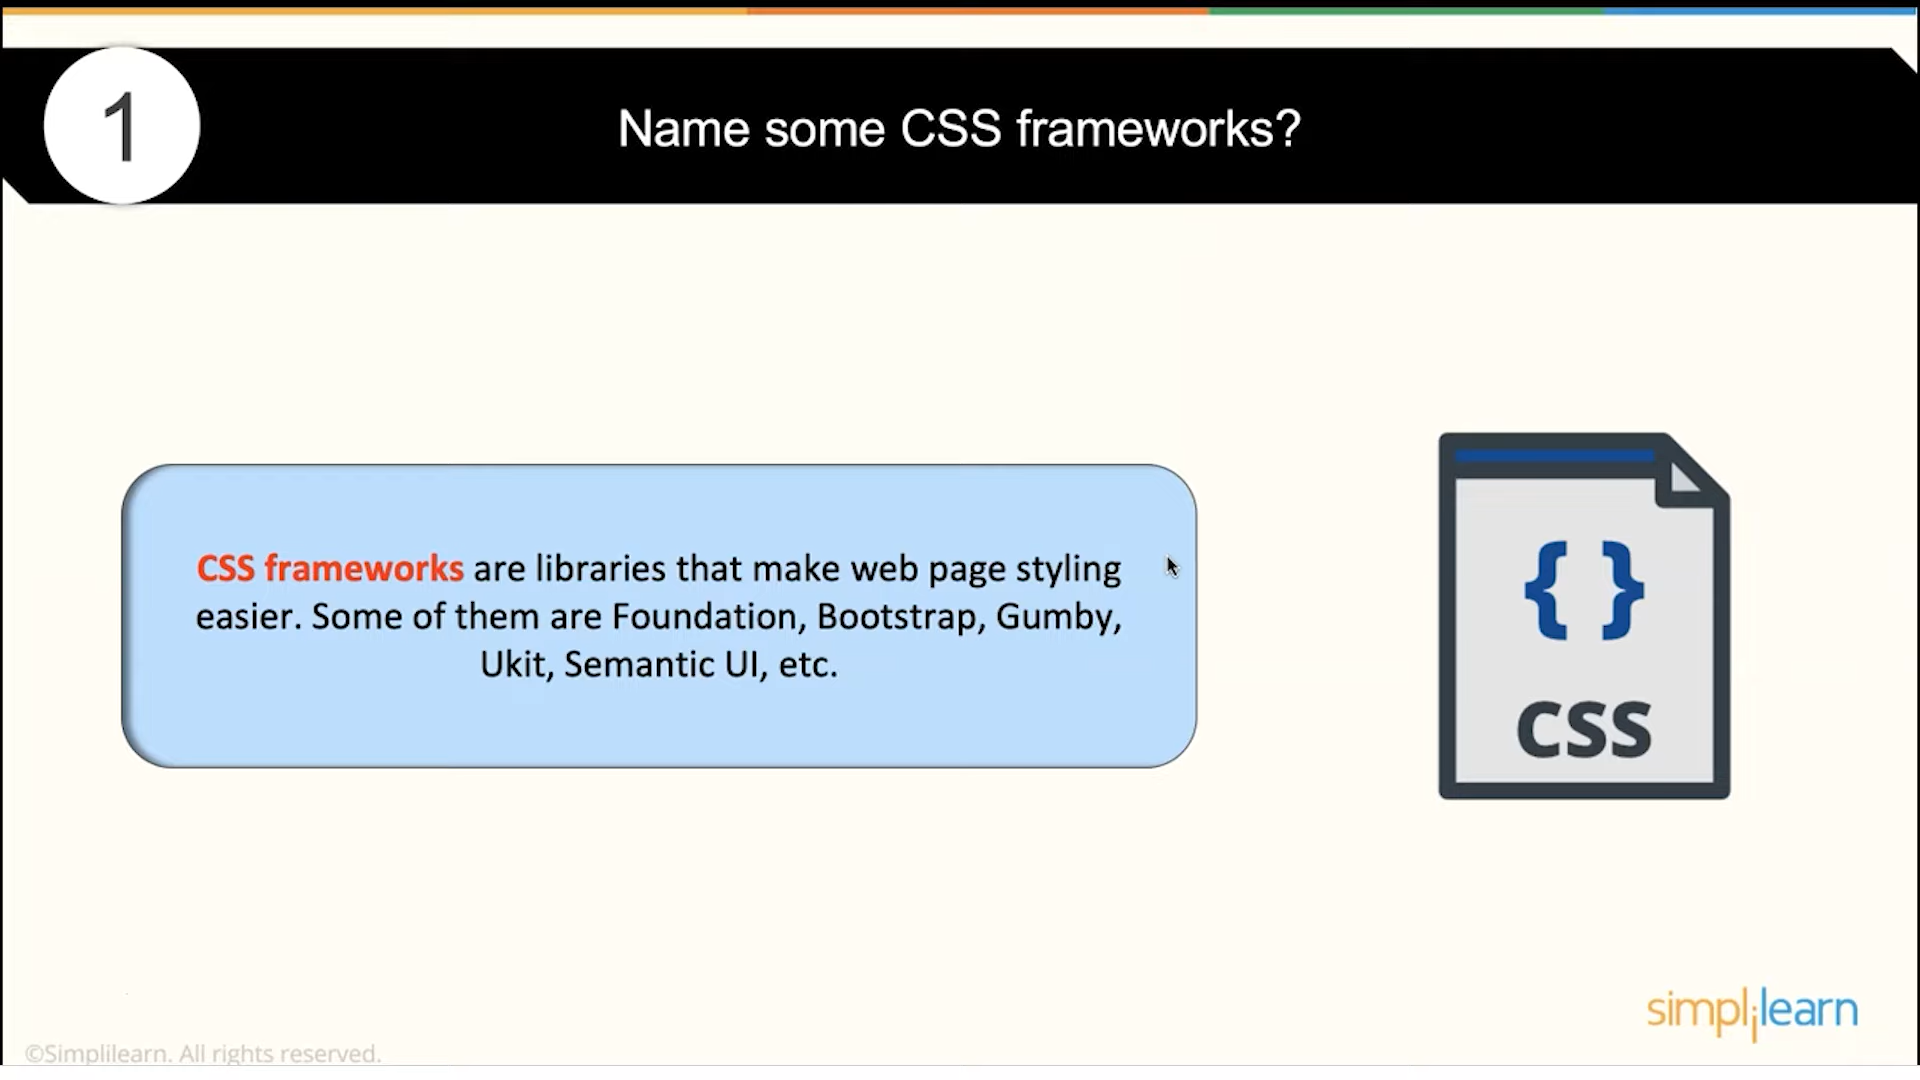 1
Name some CSS frameworks?
CSS frameworks are libraries that make web page styling
easier. Some of them are Foundation, Bootstrap, Gumby,
Ukit, Semantic UI, etc.
{ }
CSS
simplilearn
©Simplilearn. All rights reserved.